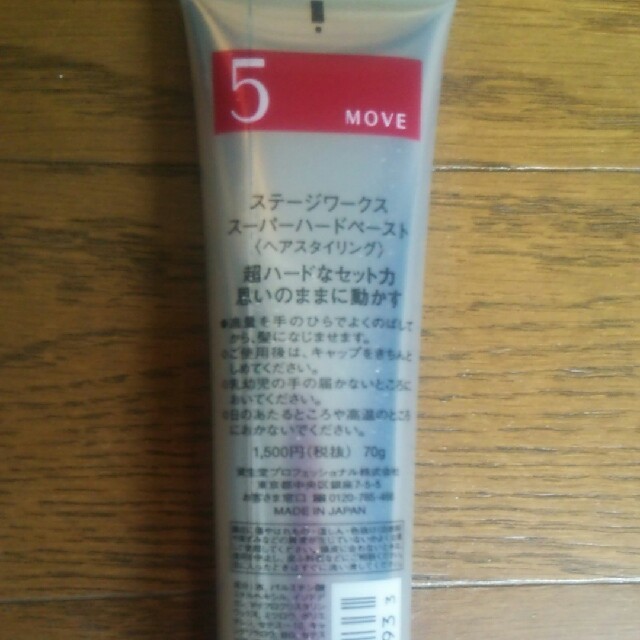 5
MOVE
ステージワークス
スーパーハードペースト
〈ヘアスタイリング〉
超ハードなセット力
思いのままに動かす
●適量を手のひらでよくのばして
から、髪になじませます。
○ご使用後は、キャップをきちんと
しめてください。
○乳幼児の手の届かないところに
おいてください。
○日のあたるところや高温のところ
におかないでください。
1,500円(税抜) 70g
資生堂プロフェッショナル株式会社
東京都中央区銀座7-5-5
お客さま窓口 0120-765-
MADE IN JAPAN
933